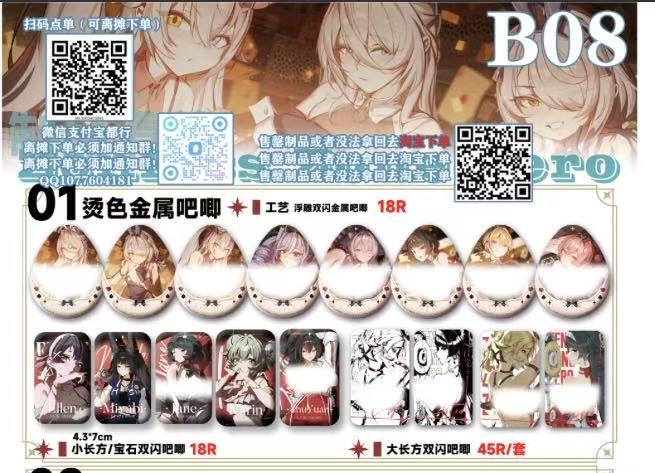 扫码点单（可离摊下单）
B08
微信支付宝都行
离摊下单必须加通知群!
离摊下单必须加通知群!
QQ1077604181
售罄制品或者没法拿回去淘宝下单
售罄制品或者没法拿回去淘宝下单
售罄制品或者没法拿回去淘宝下单
01 烫色金属吧唧 工艺 浮雕双闪金属吧唧 18R
Ellen Miyabi Jane Karin ZhuYuan
4.3*7cm
小长方/宝石双闪吧唧 18R
大长方双闪吧唧 45R/套